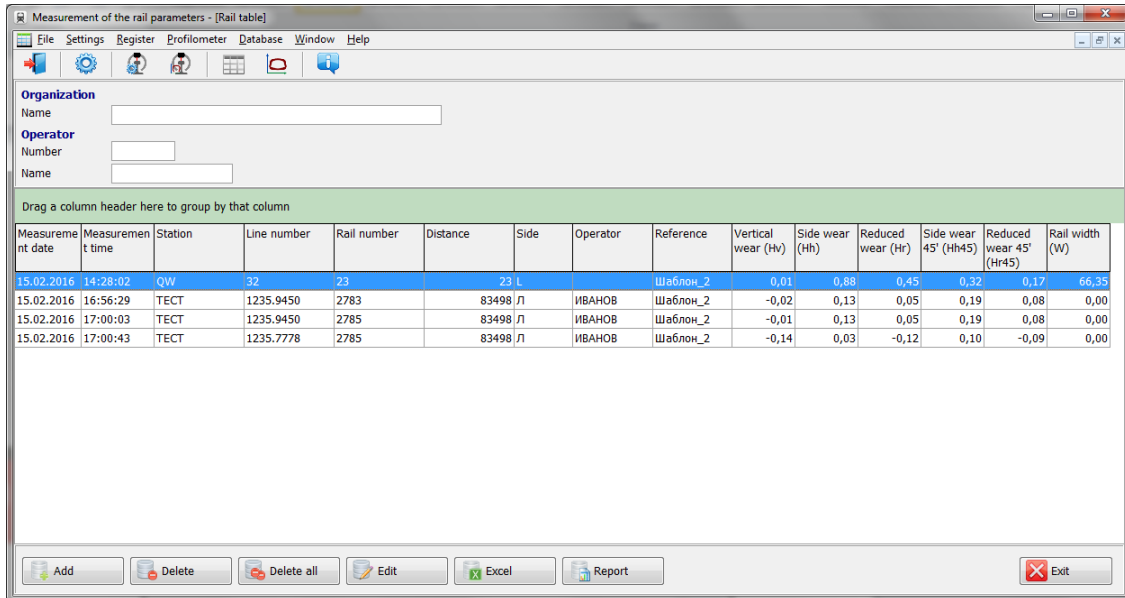 Measurement of the rail parameters - [Rail table]
File Settings Register Profilometer Database Window Help
Organization
Name
Operator
Number
Name
Drag a column header here to group by that column
Measureme nt date Measuremen t time Station Line number Rail number Distance Side Operator Reference Vertical wear (Hv) Side wear (Hh) Reduced wear (Hr) Side wear 45' (Hh45) Reduced wear 45' (Hr45) Rail width (W)
15.02.2016 14:28:02 QW 32 23 23 L Шаблон_2 0,01 0,88 0,45 0,32 0,17 66,35
15.02.2016 16:56:29 ТЕСТ 1235.9450 2783 83498 Л ИВАНОВ Шаблон_2 -0,02 0,13 0,05 0,19 0,08 0,00
15.02.2016 17:00:03 ТЕСТ 1235.9450 2785 83498 Л ИВАНОВ Шаблон_2 -0,01 0,13 0,05 0,19 0,08 0,00
15.02.2016 17:00:43 ТЕСТ 1235.7778 2785 83498 Л ИВАНОВ Шаблон_2 -0,14 0,03 -0,12 0,10 -0,09 0,00
Add Delete Delete all Edit Excel Report Exit